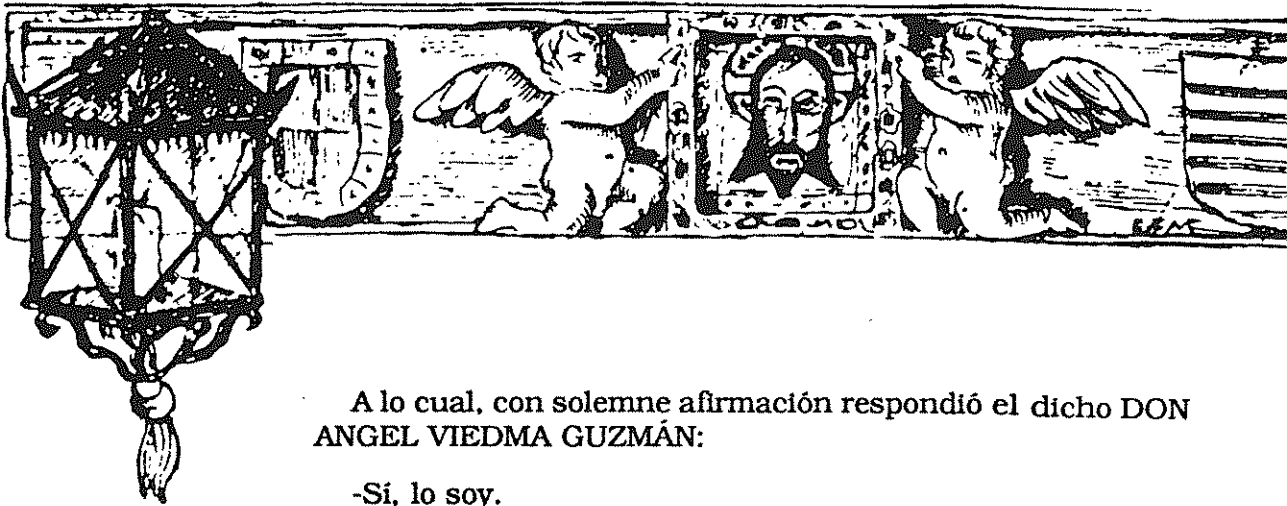 A lo cual, con solemne afirmación respondió el dicho DON
ANGEL VIEDMA GUZMÁN:
-Sí, lo soy.